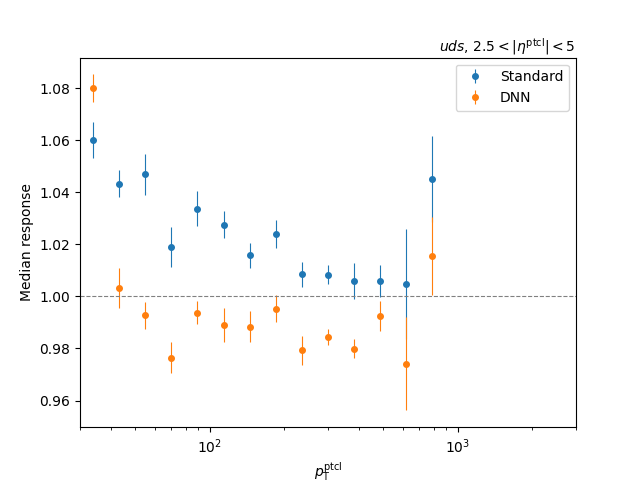 uds, 2.5 < |η^ptcl| < 5
Standard
DNN
Median response
1.08
1.06
1.04
1.02
1.00
0.98
0.96
10^2
10^3
p_T^ptcl